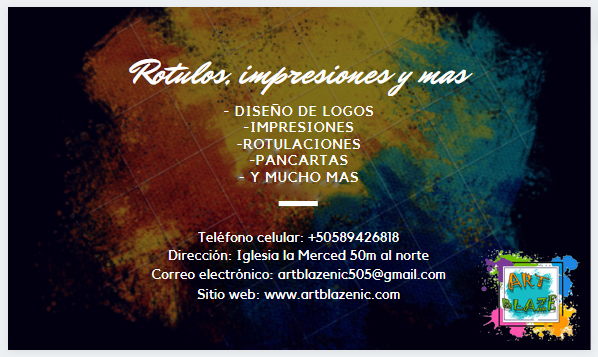 Rotulos, impresiones y mas
- DISEÑO DE LOGOS
-IMPRESIONES
-ROTULACIONES
-PANCARTAS
- Y MUCHO MAS
Teléfono celular: +50589426818
Dirección: Iglesia la Merced 50m al norte
Correo electrónico: artblazenic505@gmail.com
Sitio web: www.artblazenic.com
ART
BLAZE